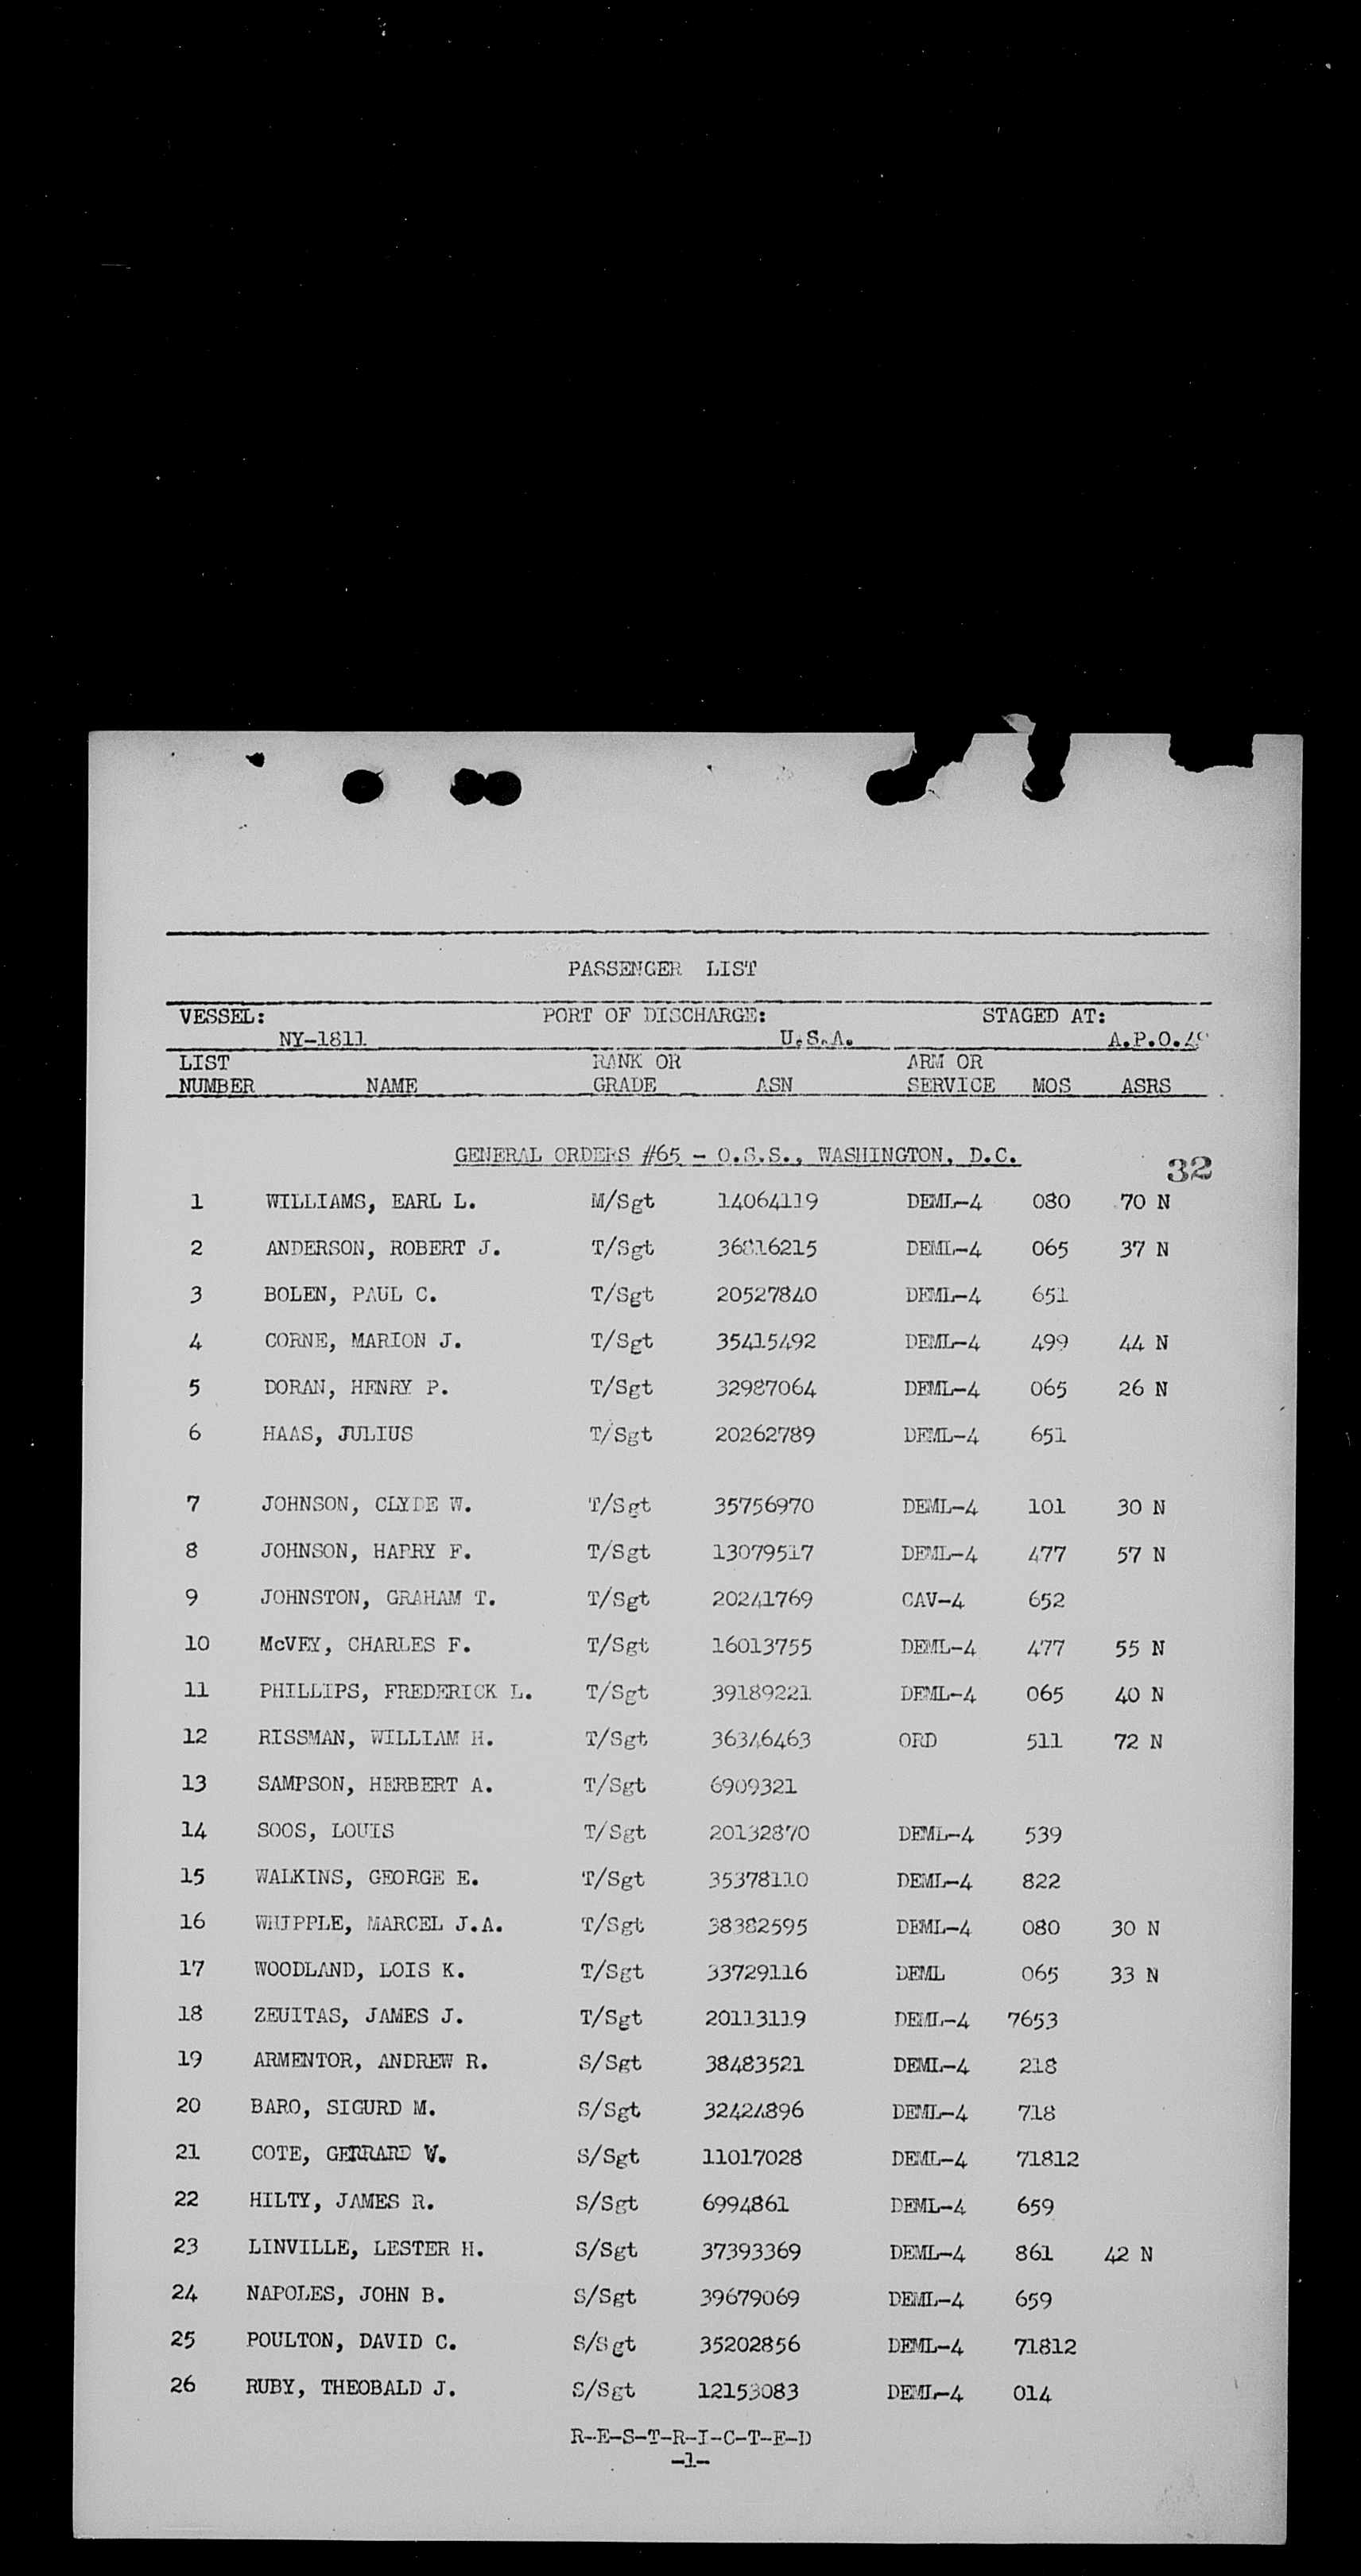 PASSENGER LIST
VESSEL: PORT OF DISCHARGE: STAGED AT:
NY-1811 U.S.A. A.P.O.
LIST RANK OR ARM OR
NUMBER NAME GRADE ASN SERVICE MOS ASRS
GENERAL ORDERS #65 - O.S.S., WASHINGTON, D.C.
32
1 WILLIAMS, EARL L. M/Sgt 14064119 DEML-4 080 70 N
2 ANDERSON, ROBERT J. T/Sgt 36816215 DEML-4 065 37 N
3 BOLEN, PAUL C. T/Sgt 20527840 DEML-4 651
4 CORNE, MARION J. T/Sgt 35415492 DEML-4 499 44 N
5 DORAN, HENRY P. T/Sgt 32987064 DEML-4 065 26 N
6 HAAS, JULIUS T/Sgt 20262789 DEML-4 651
7 JOHNSON, CLYDE W. T/Sgt 35756970 DEML-4 101 30 N
8 JOHNSON, HARRY F. T/Sgt 13079517 DEML-4 477 57 N
9 JOHNSTON, GRAHAM T. T/Sgt 20241769 CAV-4 652
10 McVEY, CHARLES F. T/Sgt 16013755 DEML-4 477 55 N
11 PHILLIPS, FREDERICK L. T/Sgt 39189221 DEML-4 065 40 N
12 RISSMAN, WILLIAM H. T/Sgt 36346463 ORD 511 72 N
13 SAMPSON, HERBERT A. T/Sgt 6909321
14 SOOS, LOUIS T/Sgt 20132870 DEML-4 539
15 WALKINS, GEORGE E. T/Sgt 35378110 DEML-4 822
16 WHIPPLE, MARCEL J.A. T/Sgt 38382595 DEML-4 080 30 N
17 WOODLAND, LOIS K. T/Sgt 33729116 DEML 065 33 N
18 ZEUITAS, JAMES J. T/Sgt 20113119 DEML-4 7653
19 ARMENTOR, ANDREW R. S/Sgt 38483521 DEML-4 218
20 BARO, SIGURD M. S/Sgt 32424896 DEML-4 718
21 COTE, GERRARD V. S/Sgt 11017028 DEML-4 71812
22 HILTY, JAMES R. S/Sgt 6994861 DEML-4 659
23 LINVILLE, LESTER H. S/Sgt 37393369 DEML-4 861 42 N
24 NAPOLES, JOHN B. S/Sgt 39679069 DEML-4 659
25 POULTON, DAVID C. S/Sgt 35202856 DEML-4 71812
26 RUBY, THEOBALD J. S/Sgt 12153083 DEML-4 014
R-E-S-T-R-I-C-T-E-D
-1-